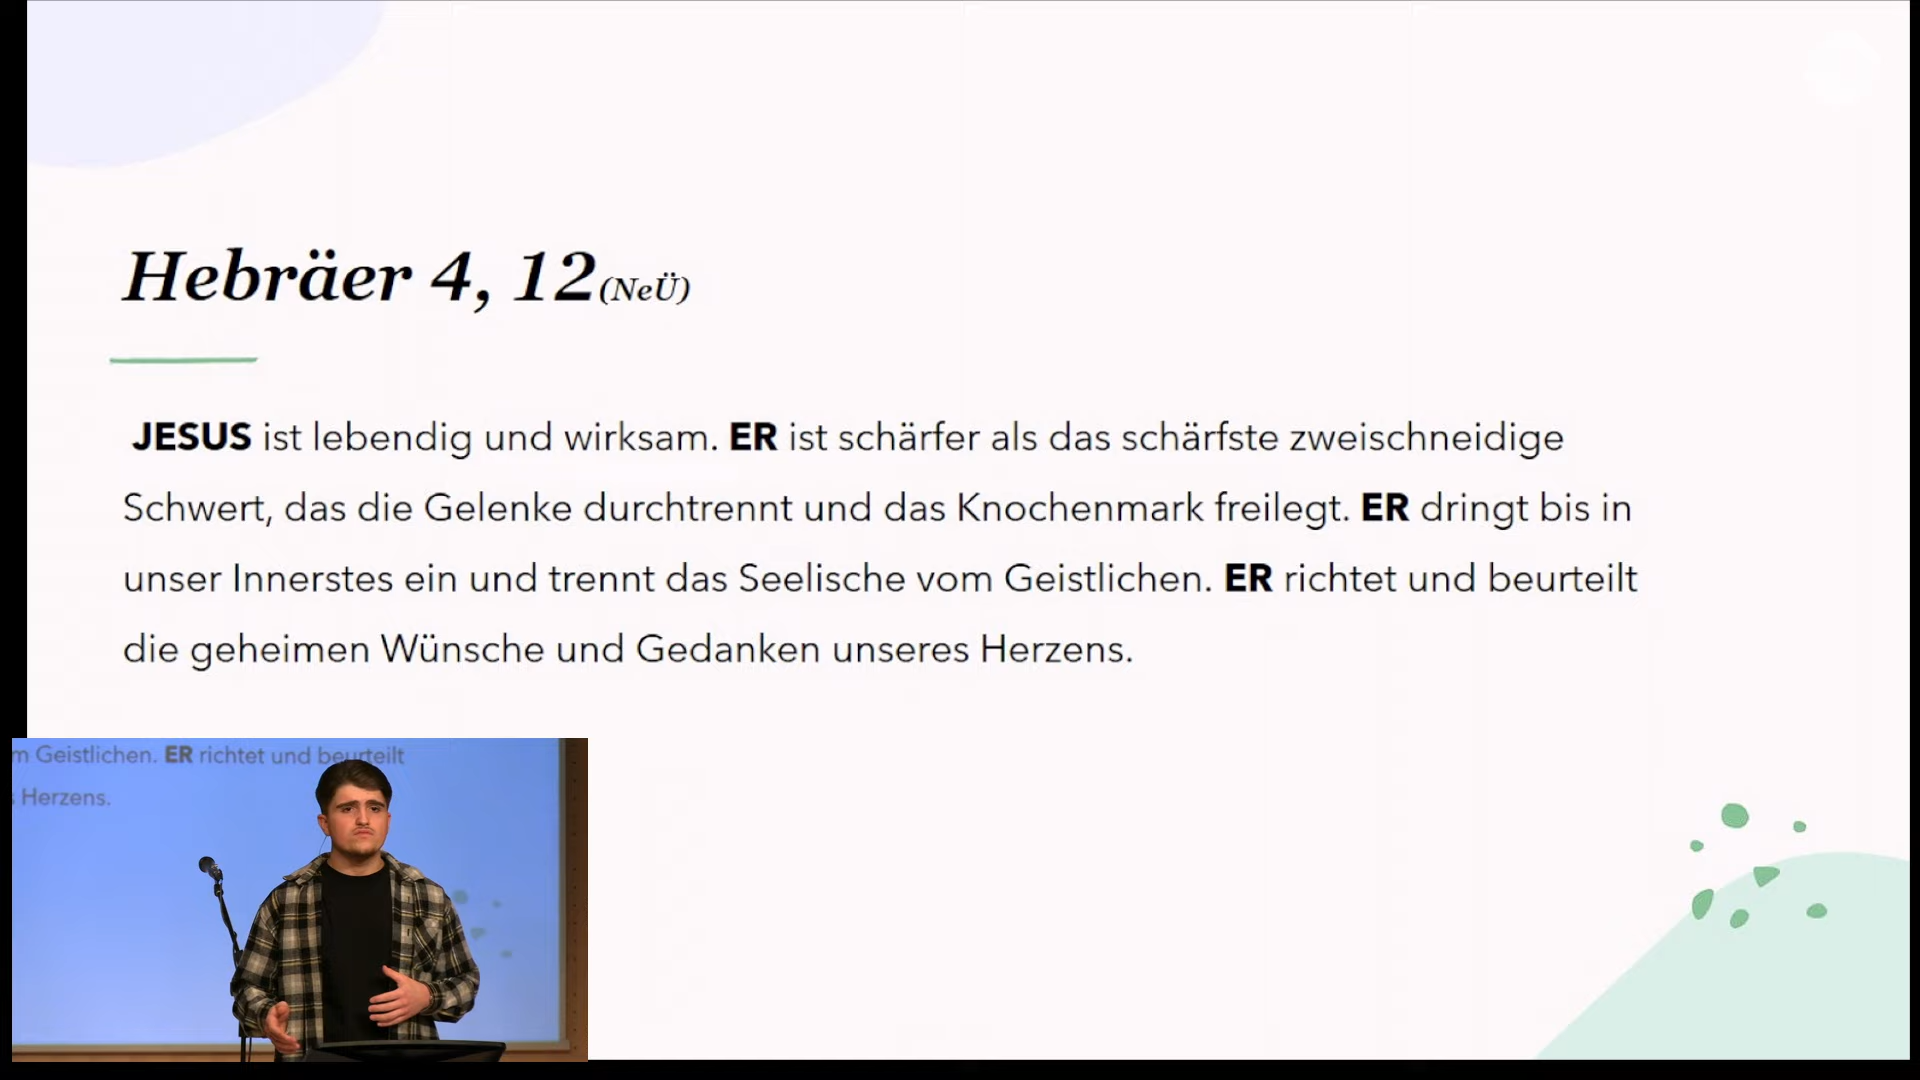 Hebräer 4, 12(NeÜ)
JESUS ist lebendig und wirksam. ER ist schärfer als das schärfste zweischneidige
Schwert, das die Gelenke durchtrennt und das Knochenmark freilegt. ER dringt bis in
unser Innerstes ein und trennt das Seelische vom Geistlichen. ER richtet und beurteilt
die geheimen Wünsche und Gedanken unseres Herzens.
m Geistlichen. ER richtet und beurteilt
s Herzens.